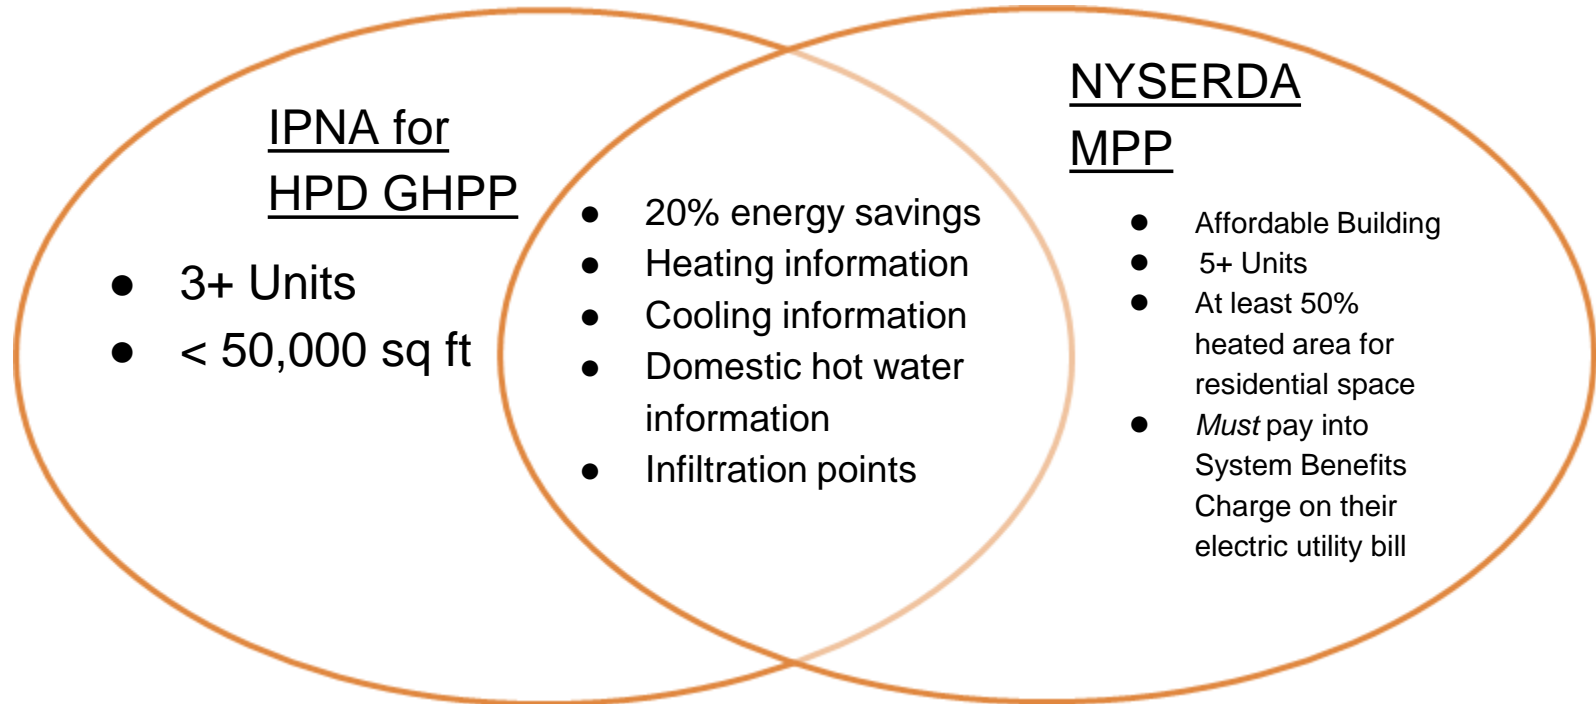 IPNA for
HPD GHPP
● 3+ Units
● < 50,000 sq ft
● 20% energy savings
● Heating information
● Cooling information
● Domestic hot water
information
● Infiltration points
NYSERDA
MPP
● Affordable Building
● 5+ Units
● At least 50%
heated area for
residential space
● Must pay into
System Benefits
Charge on their
electric utility bill